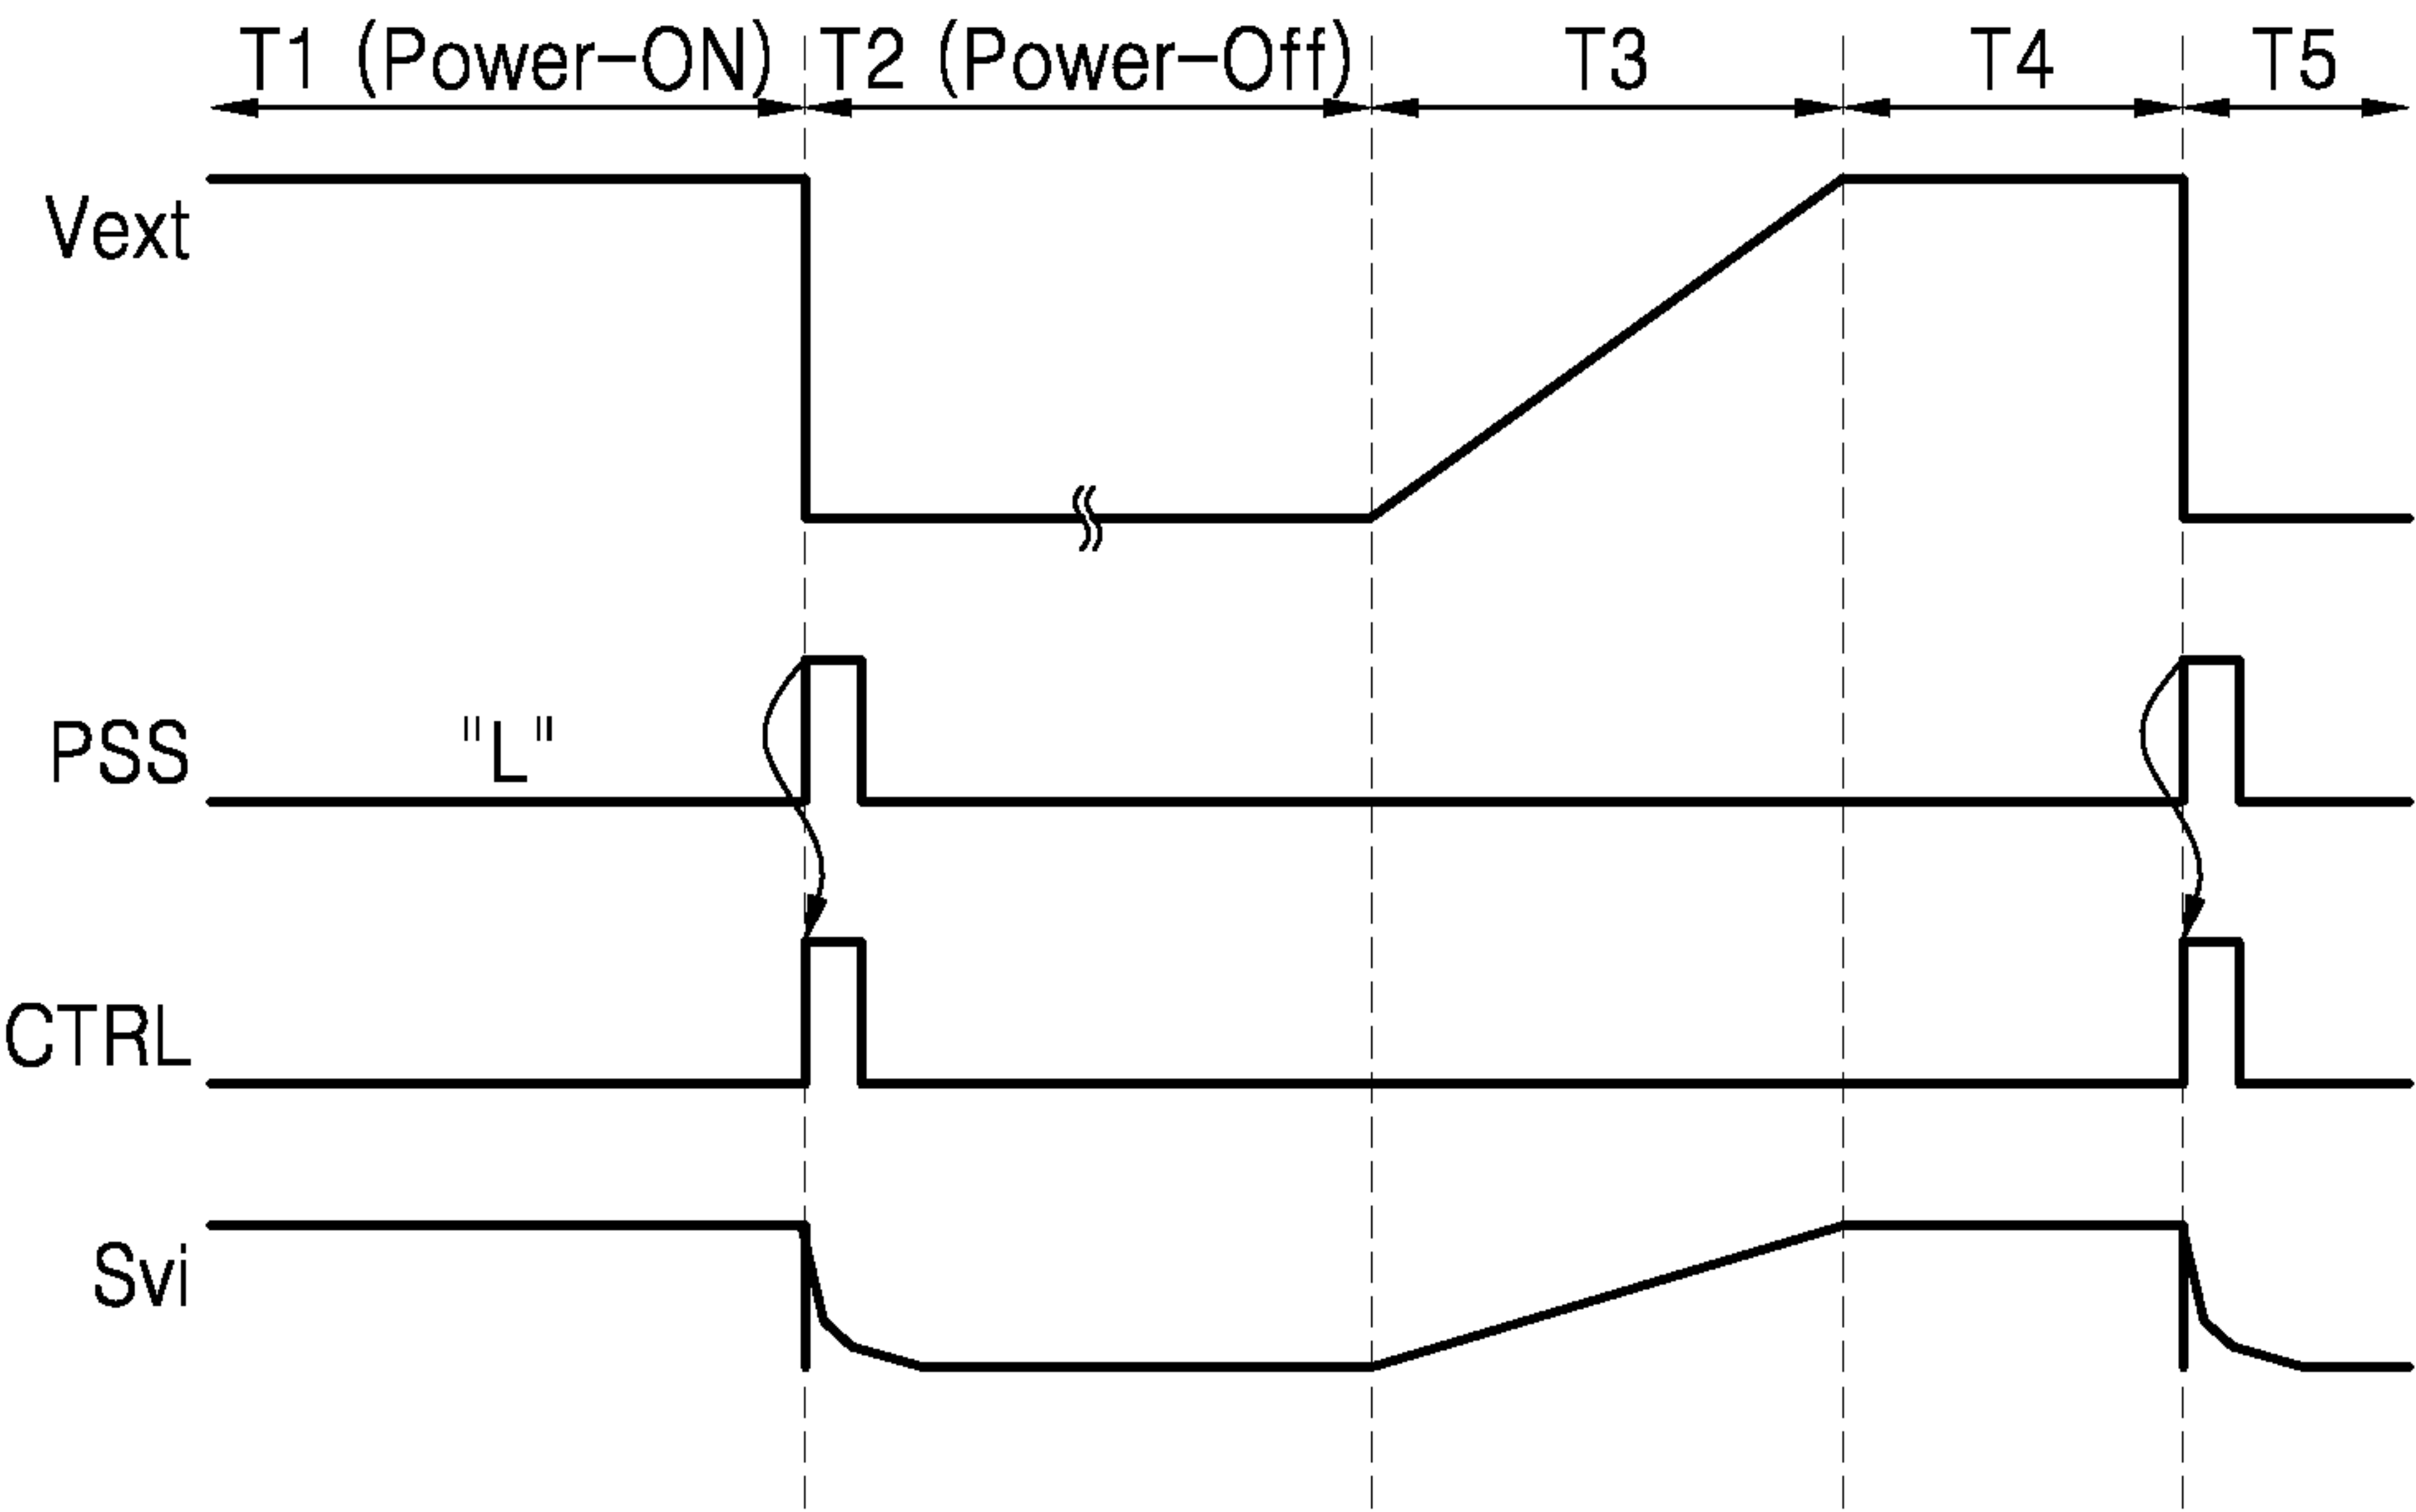 T1 (Power-ON) T2 (Power-Off) T3 T4 T5
Vext
PSS "L"
CTRL
Svi